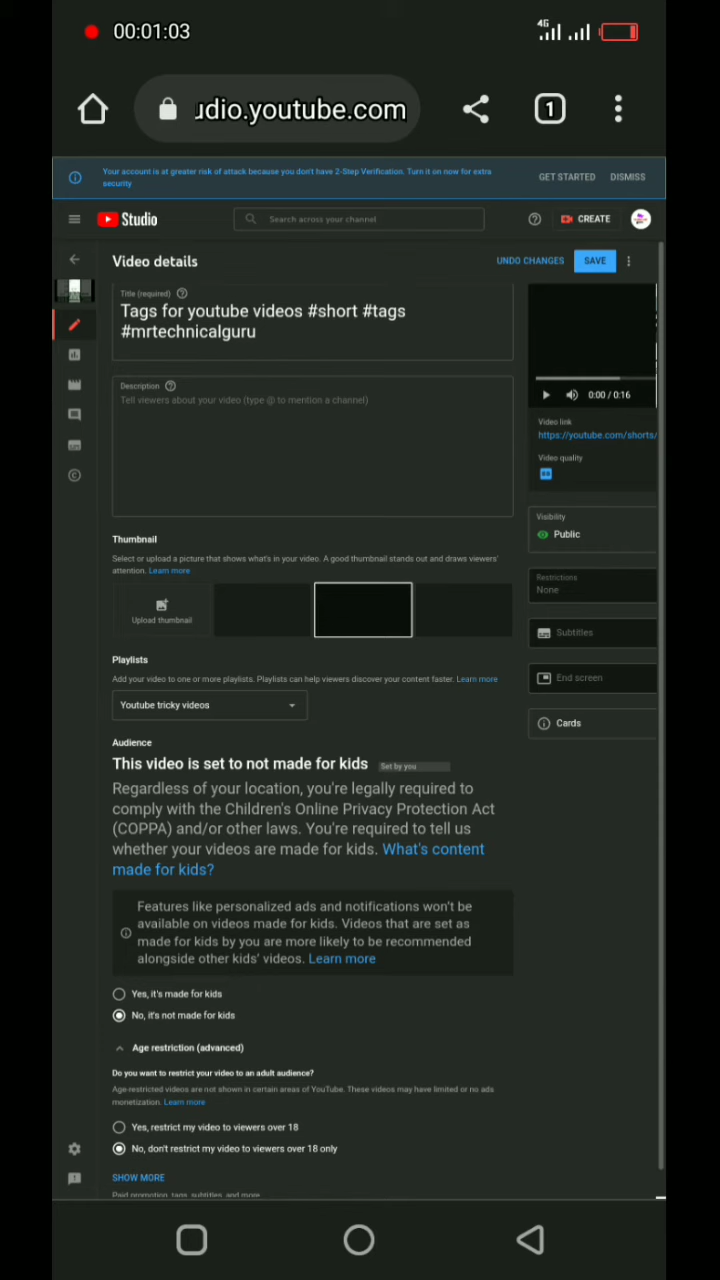 00:01:03
4G
udio.youtube.com
1
Your account is at greater risk of attack because you don't have 2-Step Verification. Turn it on now for extra
security
GET STARTED
DISMISS
Studio
Search across your channel
CREATE
Video details
UNDO CHANGES
SAVE
Title (required)
Tags for youtube videos #short #tags
#mrtechnicalguru
Description
Tell viewers about your video (type @ to mention a channel)
0:00 / 0:16
Video link
https://youtube.com/shorts/
Video quality
Visibility
Public
Restrictions
None
Subtitles
End screen
Cards
Thumbnail
Select or upload a picture that shows what's in your video. A good thumbnail stands out and draws viewers'
attention. Learn more
Upload thumbnail
Playlists
Add your video to one or more playlists. Playlists can help viewers discover your content faster. Learn more
Youtube tricky videos
Audience
This video is set to not made for kids
Set by you
Regardless of your location, you're legally required to
comply with the Children's Online Privacy Protection Act
(COPPA) and/or other laws. You're required to tell us
whether your videos are made for kids. What's content
made for kids?
Features like personalized ads and notifications won't be
available on videos made for kids. Videos that are set as
made for kids by you are more likely to be recommended
alongside other kids' videos. Learn more
Yes, it's made for kids
No, it's not made for kids
Age restriction (advanced)
Do you want to restrict your video to an adult audience?
Age-restricted videos are not shown in certain areas of YouTube. These videos may have limited or no ads
monetization. Learn more
Yes, restrict my video to viewers over 18
No, don't restrict my video to viewers over 18 only
SHOW MORE
Paid promotion, tags, subtitles, and more